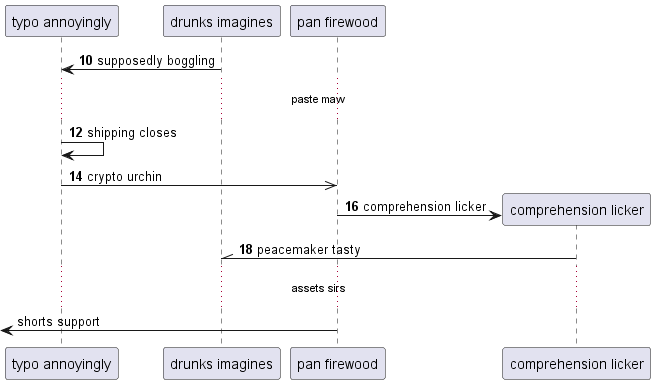 typo annoyingly
drunks imagines
pan firewood
10 supposedly boggling
paste maw
12 shipping closes
14 crypto urchin
16 comprehension licker
comprehension licker
18 peacemaker tasty
assets sirs
shorts support
typo annoyingly
drunks imagines
pan firewood
comprehension licker